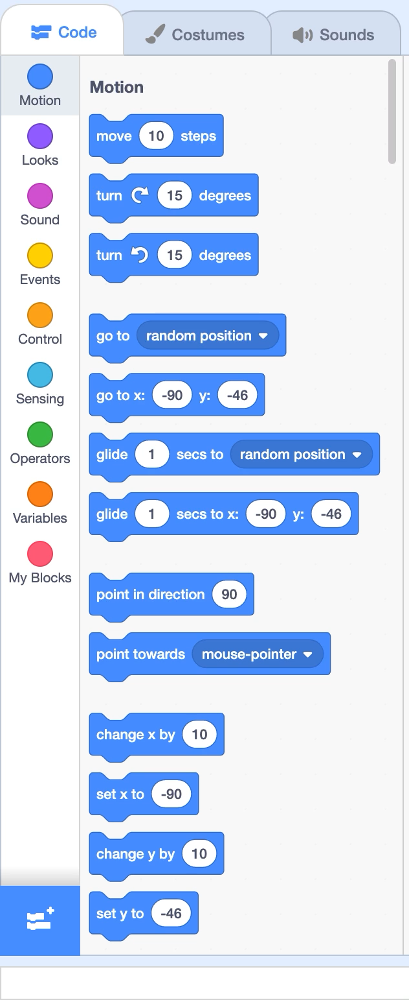 Code Costumes Sounds
Motion
Looks
Sound
Events
Control
Sensing
Operators
Variables
My Blocks
Motion
move 10 steps
turn 15 degrees
turn 15 degrees
go to random position
go to x: -90 y: -46
glide 1 secs to random position
glide 1 secs to x: -90 y: -46
point in direction 90
point towards mouse-pointer
change x by 10
set x to -90
change y by 10
set y to -46